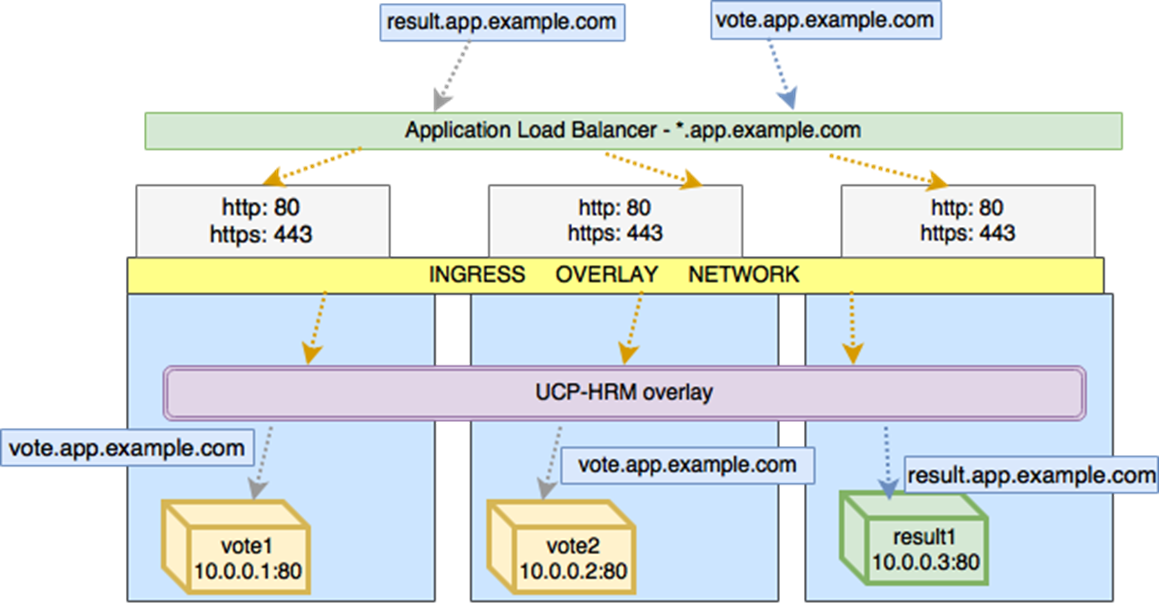 result.app.example.com
vote.app.example.com
Application Load Balancer - *.app.example.com
http: 80
https: 443
http: 80
https: 443
http: 80
https: 443
INGRESS OVERLAY NETWORK
UCP-HRM overlay
vote.app.example.com
vote.app.example.com
result.app.example.com
vote1
10.0.0.1:80
vote2
10.0.0.2:80
result1
10.0.0.3:80